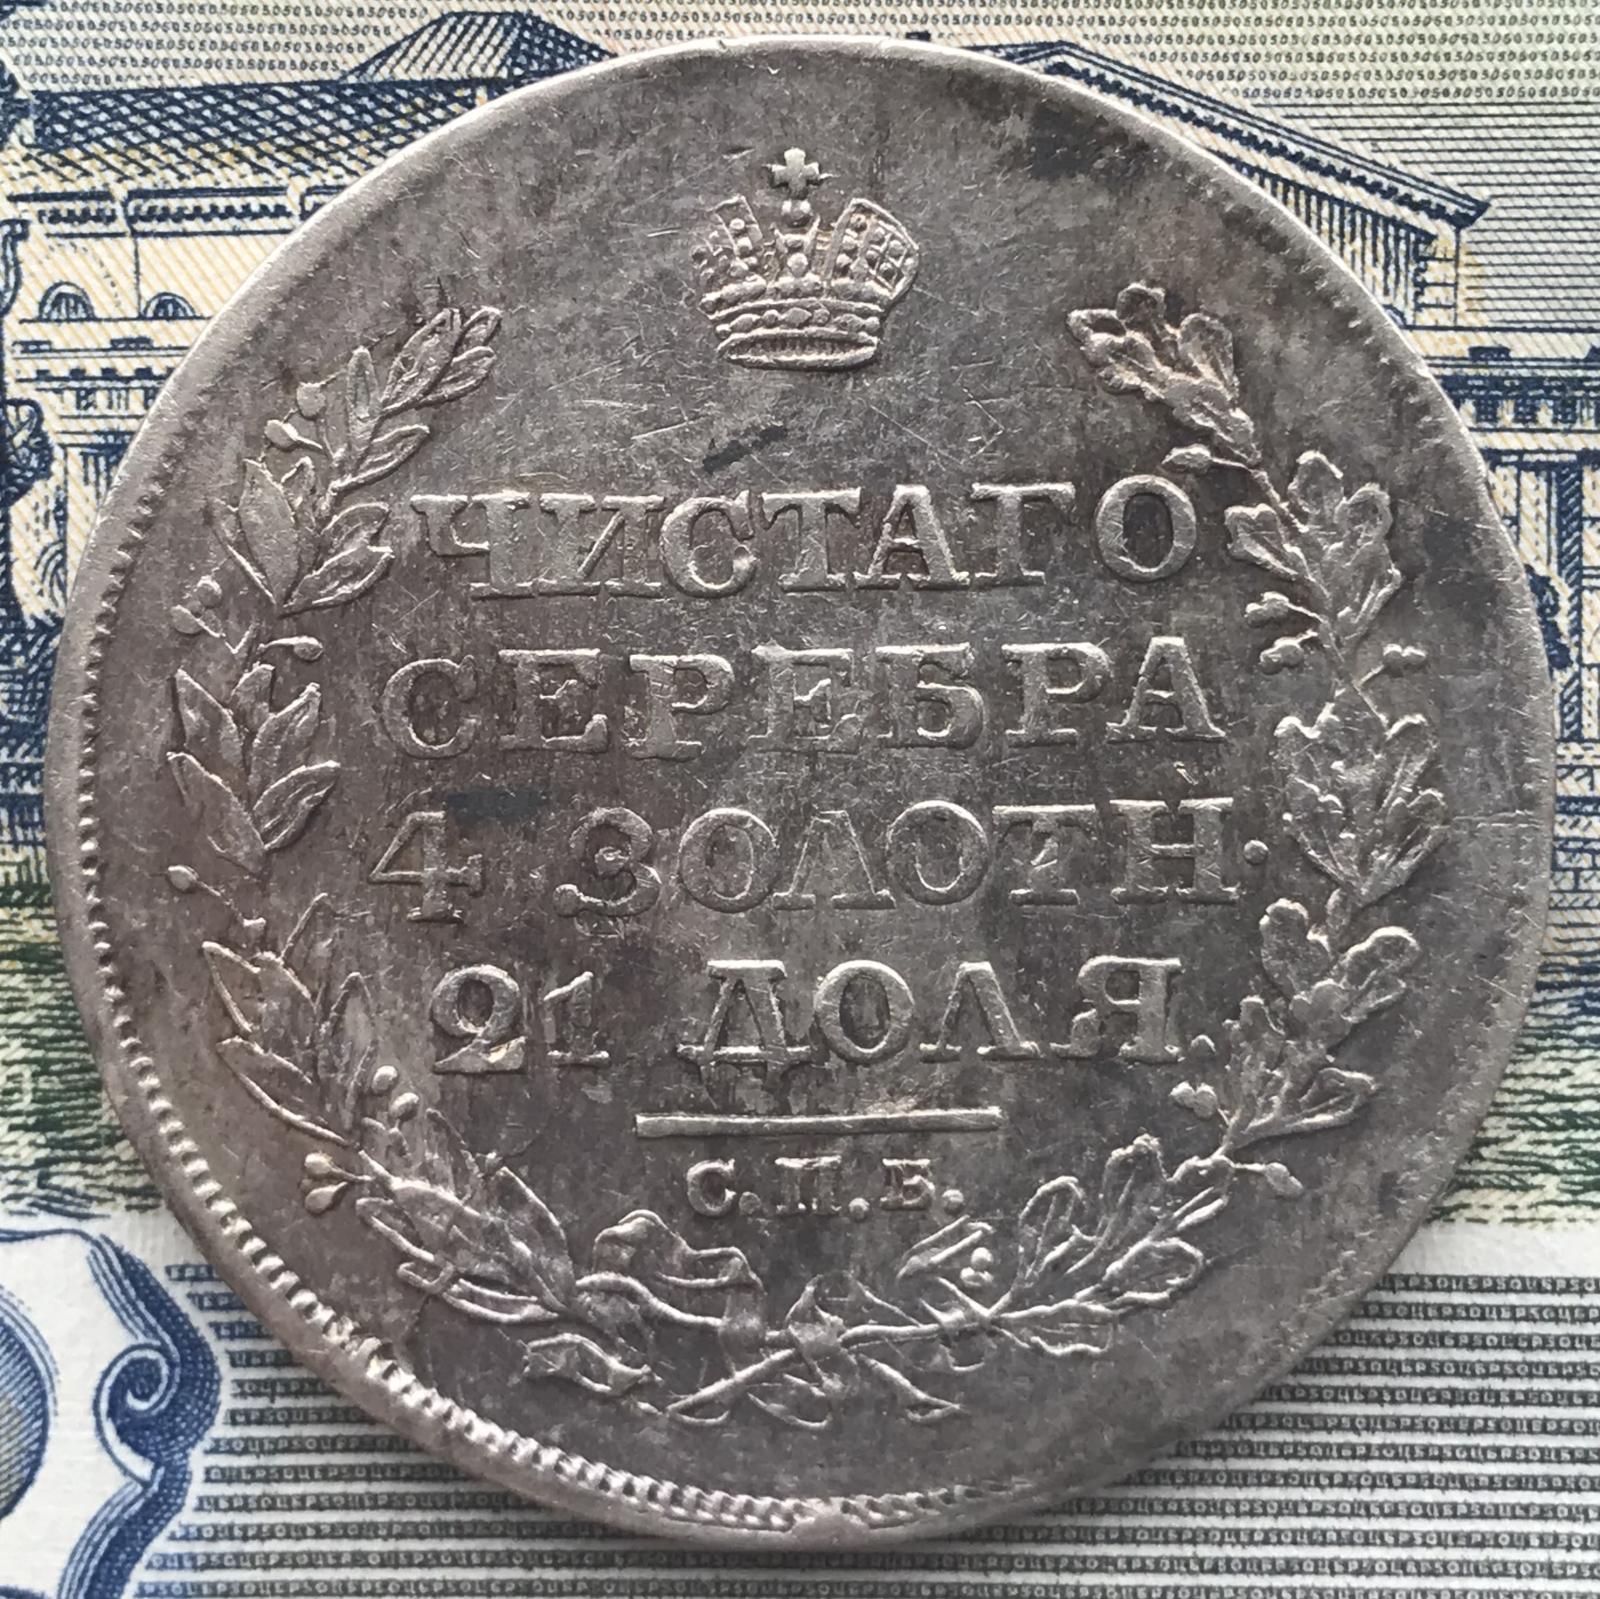 ЧИСТАГО
СЕРЕБРА
4 ЗОЛОТН.
21 ДОЛЯ.
С.П.Б.